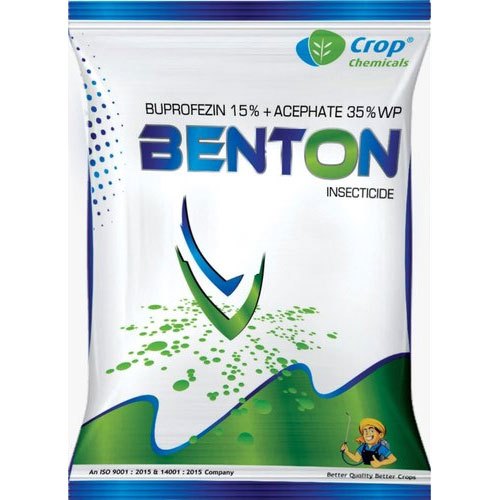 Crop®
Chemicals
BUPROFEZIN 15% + ACEPHATE 35% WP
BENTON
INSECTICIDE
An ISO 9001 : 2015 & 14001 : 2015 Company
Better Quality Better Crops